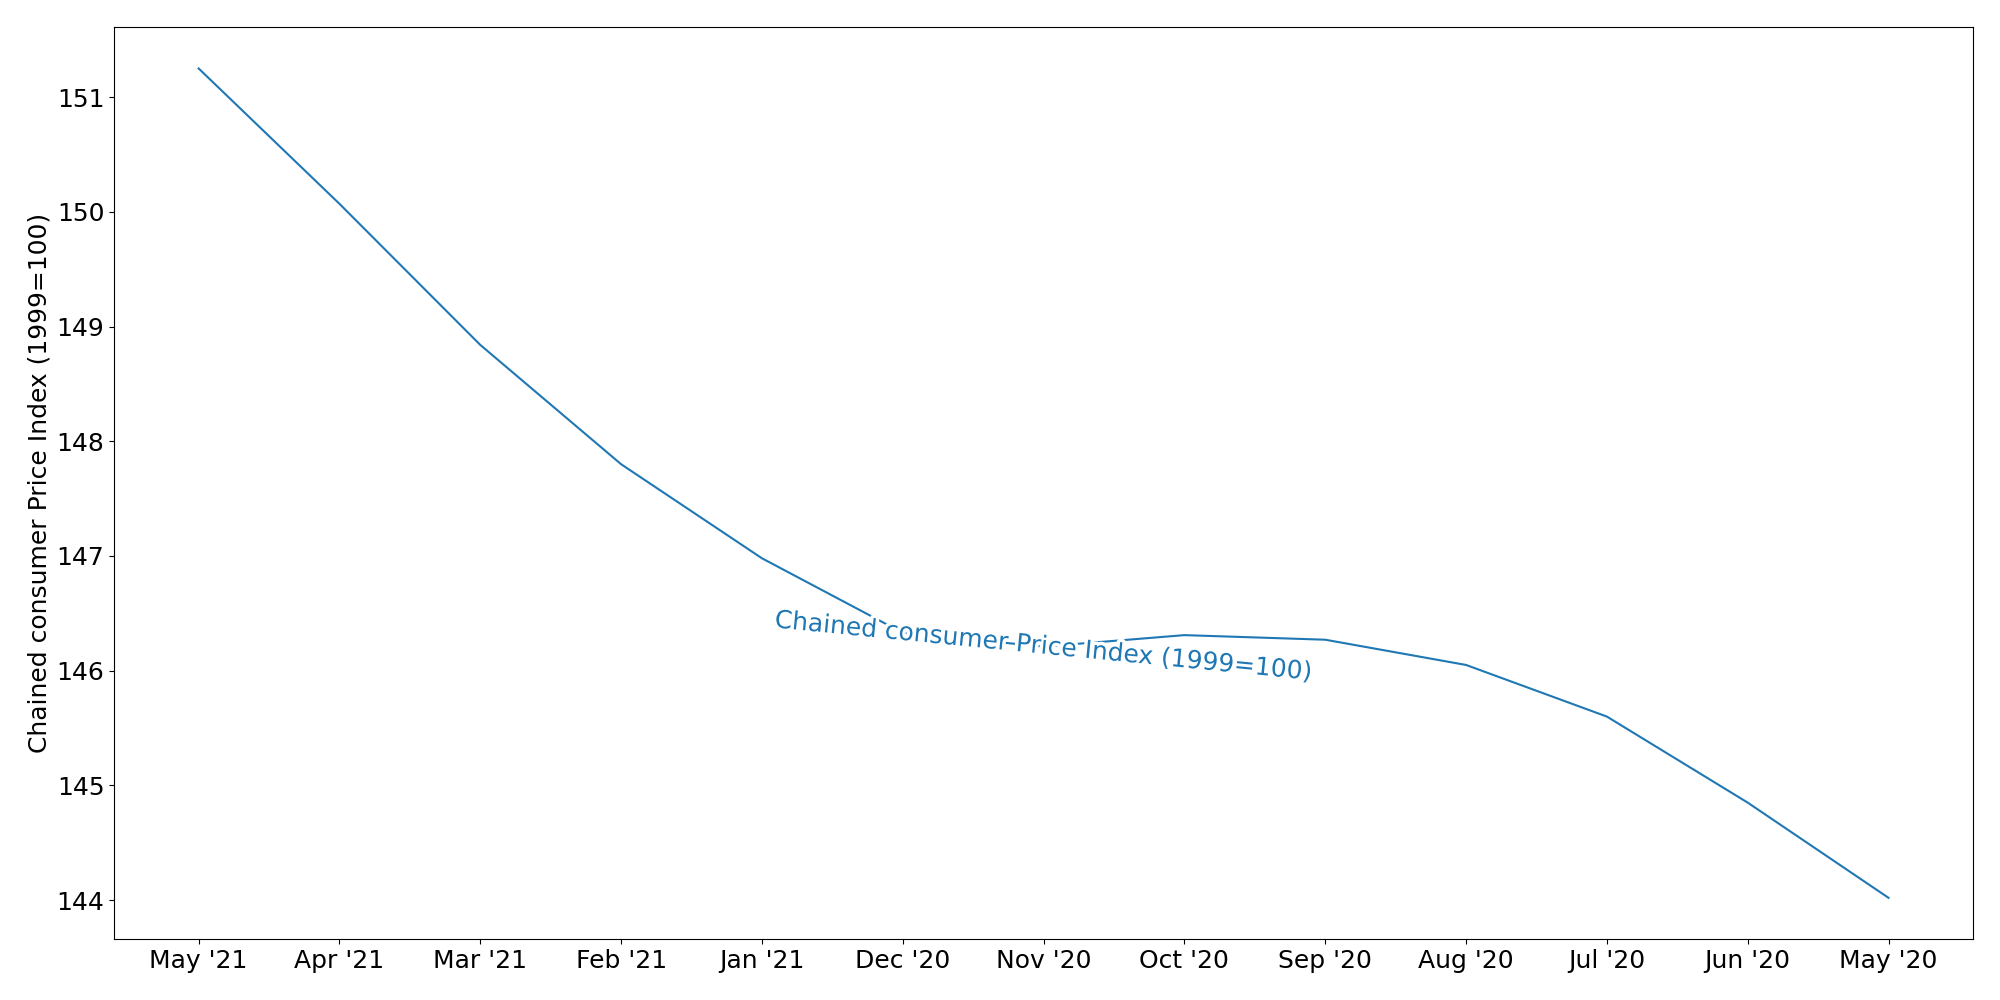 Chained consumer Price Index (1999=100)
151
150
149
148
147
146
145
144
Chained consumer Price Index (1999=100)
May '21 Apr '21 Mar '21 Feb '21 Jan '21 Dec '20 Nov '20 Oct '20 Sep '20 Aug '20 Jul '20 Jun '20 May '20